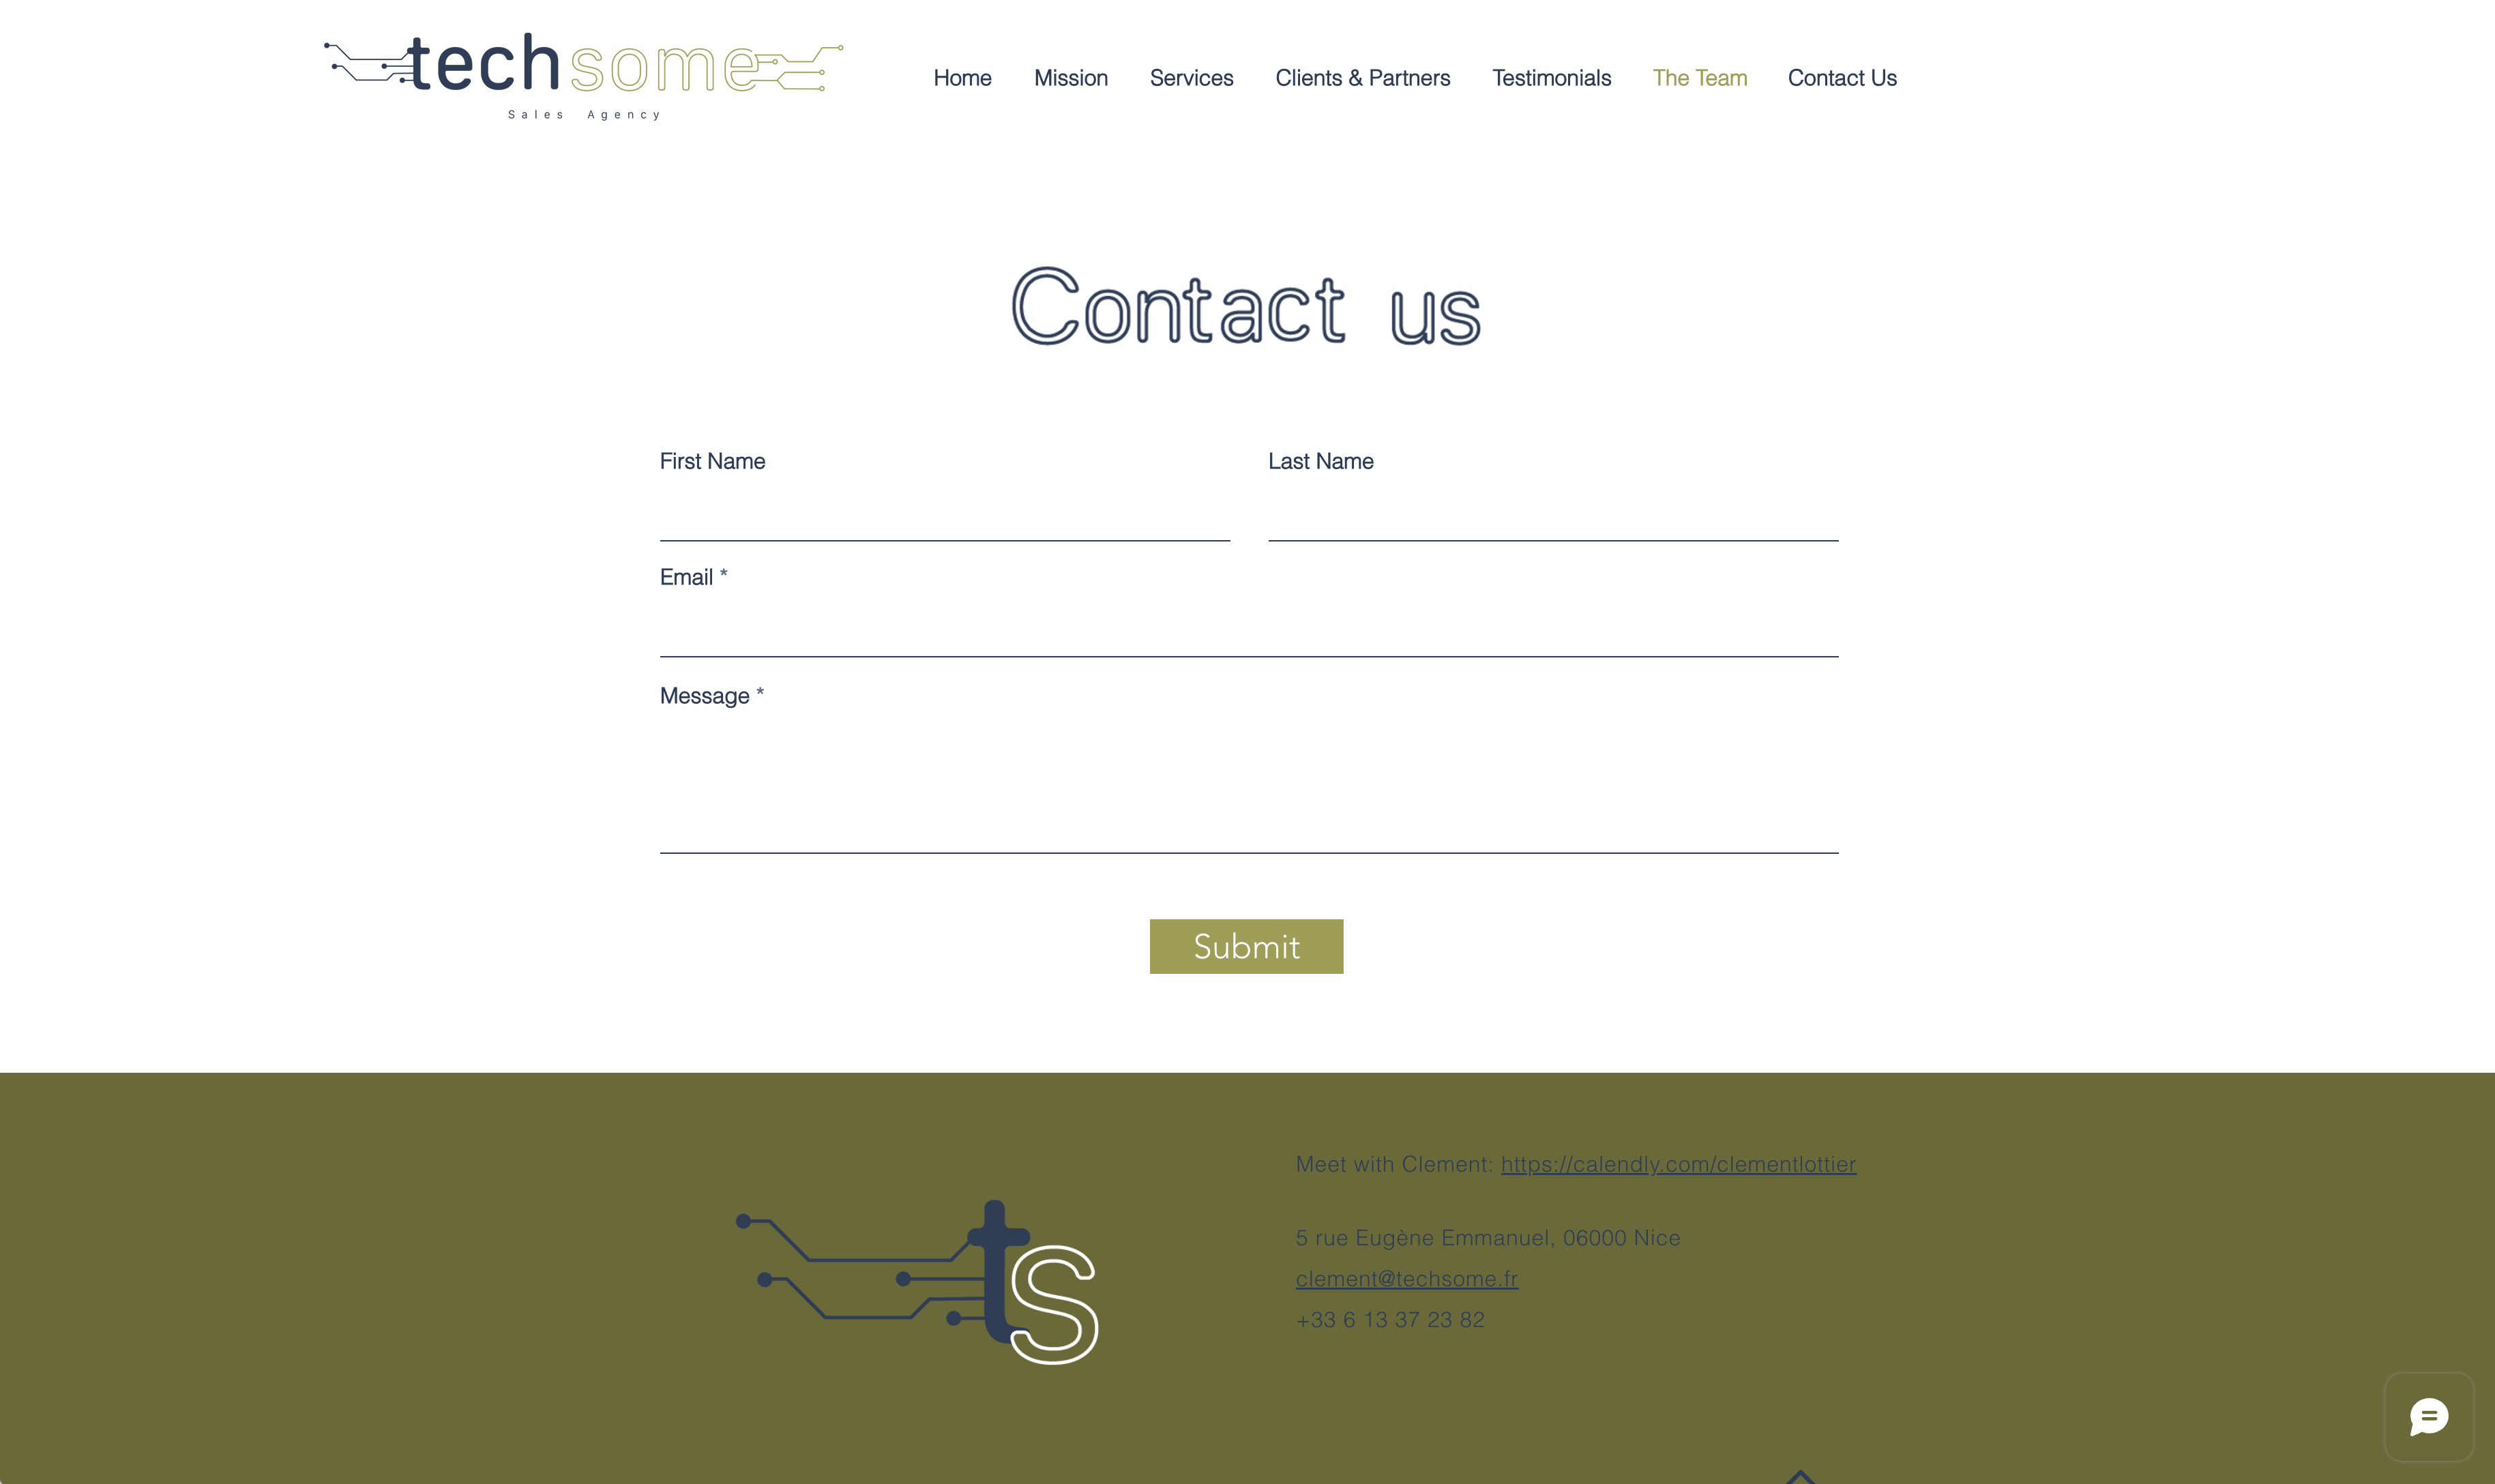 techsome
Sales Agency
Home Mission Services Clients & Partners Testimonials The Team Contact Us
Contact us
First Name Last Name
Email *
Message *
Submit
Meet with Clement: https://calendly.com/clementlottier
5 rue Eugène Emmanuel, 06000 Nice
clement@techsome.fr
+33 6 13 37 23 82
ts